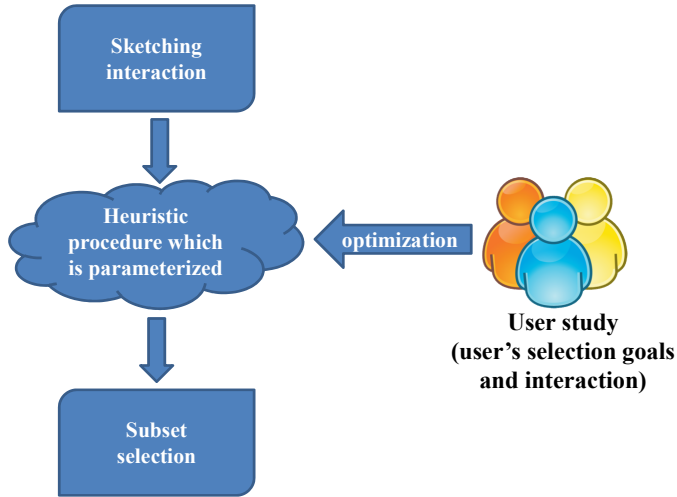 Sketching
interaction
Heuristic
procedure which
is parameterized
optimization
User study
(user's selection goals
and interaction)
Subset
selection